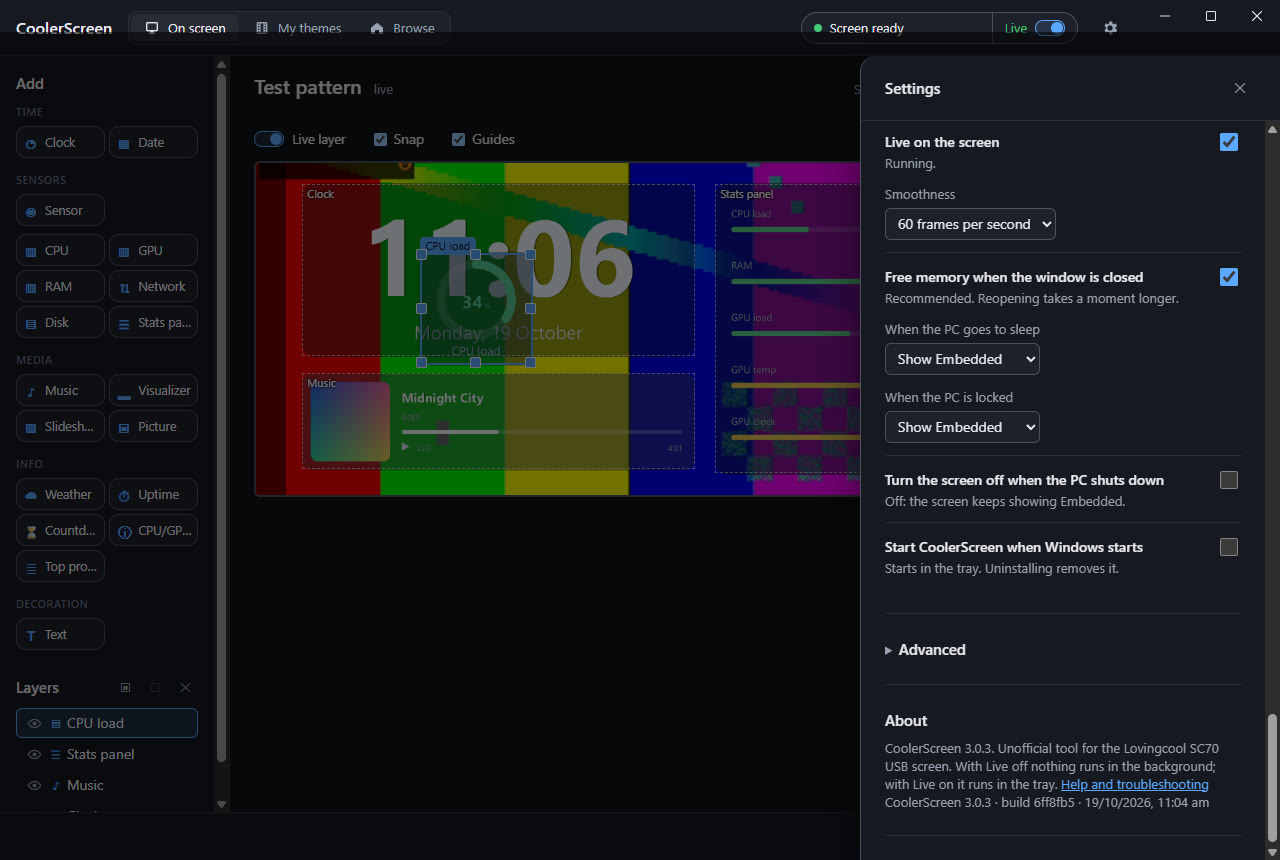 CoolerScreen
On screen
My themes
Browse
Screen ready
Live
Add
TIME
Clock
Date
SENSORS
Sensor
CPU
GPU
RAM
Network
Disk
Stats pa...
MEDIA
Music
Visualizer
Slidesh...
Picture
INFO
Weather
Uptime
Countd...
CPU/GP...
Top pro...
DECORATION
Text
Layers
CPU load
Stats panel
Music
Test pattern
live
Live layer
Snap
Guides
Clock
11:06
CPU load
34
Monday, 19 October
CPU load
Music
Midnight City
M83
1:23
4:01
Stats panel
CPU load
RAM
GPU load
GPU temp
GPU clock
Settings
Live on the screen
Running.
Smoothness
60 frames per second
Free memory when the window is closed
Recommended. Reopening takes a moment longer.
When the PC goes to sleep
Show Embedded
When the PC is locked
Show Embedded
Turn the screen off when the PC shuts down
Off: the screen keeps showing Embedded.
Start CoolerScreen when Windows starts
Starts in the tray. Uninstalling removes it.
Advanced
About
CoolerScreen 3.0.3. Unofficial tool for the Lovingcool SC70
USB screen. With Live off nothing runs in the background;
with Live on it runs in the tray. Help and troubleshooting
CoolerScreen 3.0.3 · build 6ff8fb5 · 19/10/2026, 11:04 am